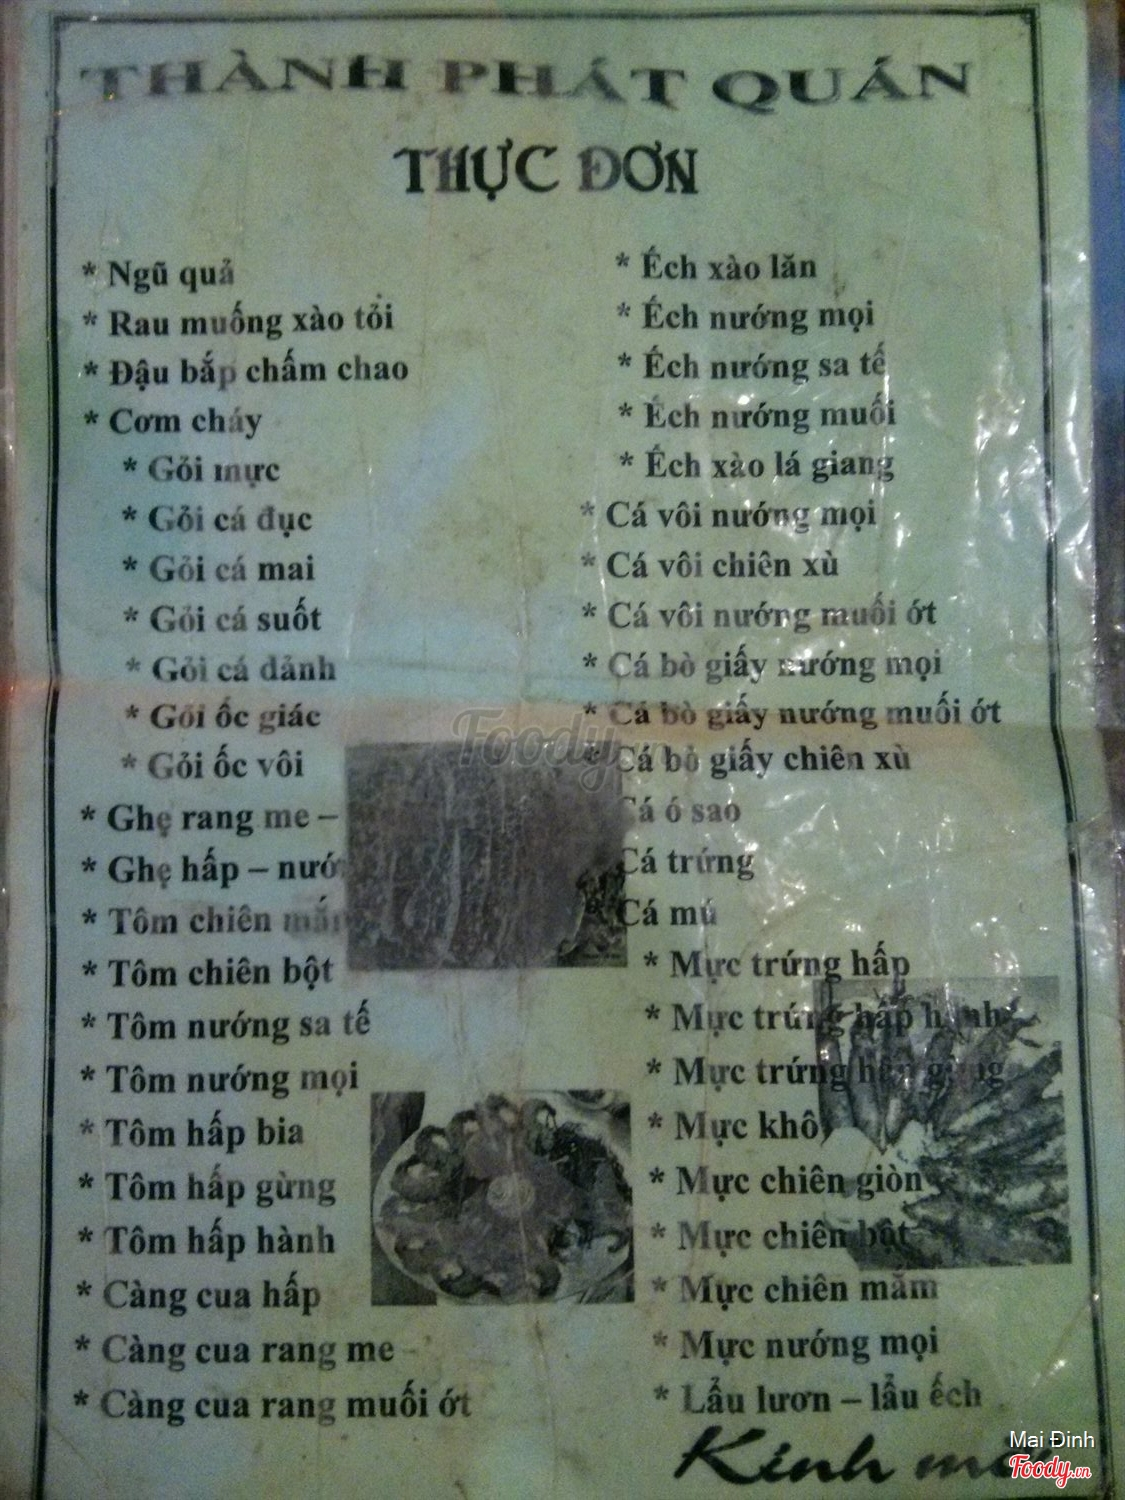 THÀNH PHÁT QUÁN
THỰC ĐƠN
* Ngũ quả
* Rau muống xào tỏi
* Đậu bắp chấm chao
* Cơm cháy
* Gỏi mực
* Gỏi cá đục
* Gỏi cá mai
* Gỏi cá suốt
* Gỏi cá dảnh
* Gỏi ốc giác
* Gỏi ốc vôi
* Ghẹ rang me –
* Ghẹ hấp –
* Tôm chiên
* Tôm chiên bột
* Tôm nướng sa tế
* Tôm nướng mọi
* Tôm hấp bia
* Tôm hấp gừng
* Tôm hấp hành
* Càng cua hấp
* Càng cua rang me
* Càng cua rang muối ớt
* Ếch xào lăn
* Ếch nướng mọi
* Ếch nướng sa tế
* Ếch nướng muối
* Ếch xào lá giang
* Cá vôi nướng mọi
* Cá vôi chiên xù
* Cá vôi nướng muối ớt
* Cá bò giấy nướng mọi
* Cá bò giấy nướng muối ớt
Cá bò giấy chiên xù
Cá ó sao
Cá trứng
Cá mú
* Mực trứng hấp
* Mực trứng hấp hành
* Mực trứng hấp gừng
* Mực khô
* Mực chiên giòn
* Mực chiên bột
* Mực chiên mắm
* Mực nướng mọi
* Lẩu lươn – lẩu ếch
Kính
Foody
Mai Đinh
Foody.vn